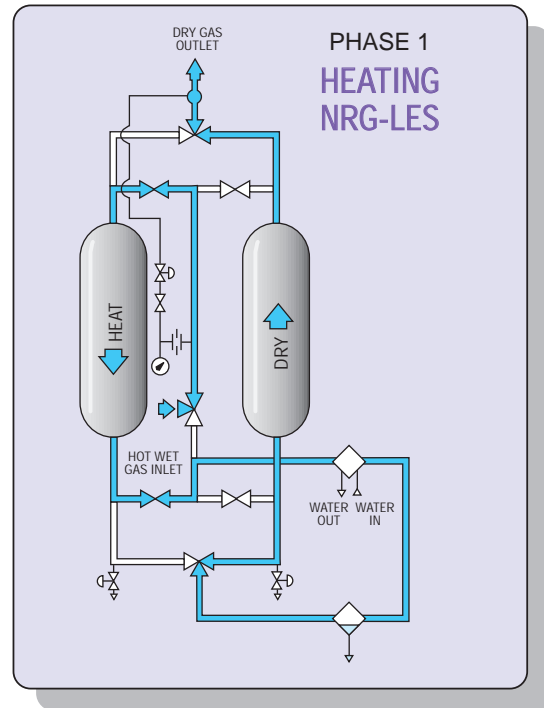 PHASE 1
HEATING
NRG-LES
DRY GAS
OUTLET
HEAT
DRY
HOT WET
GAS INLET
WATER
OUT
WATER
IN